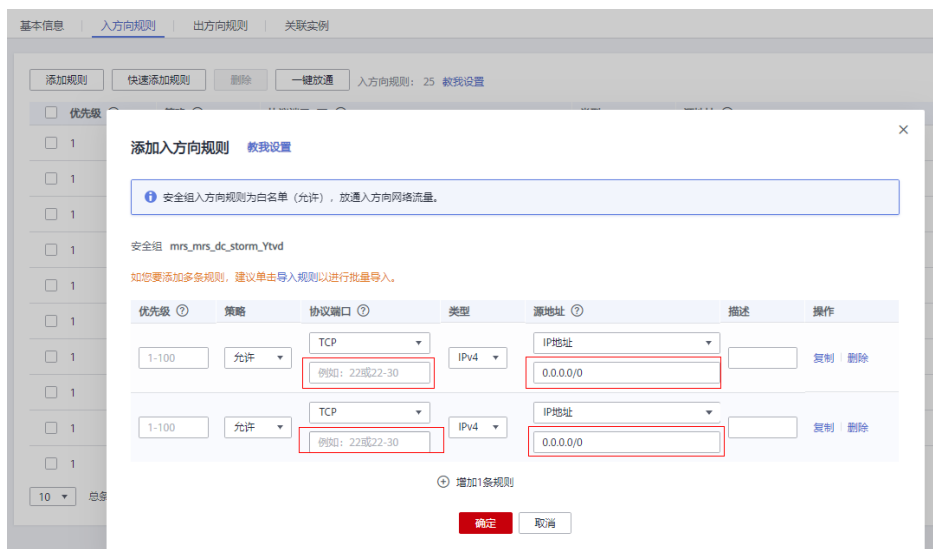 基本信息 入方向规则 出方向规则 关联实例
添加规则 快速添加规则 删除 一键放通 入方向规则: 25 教我设置
优先级
1
1
1
1
1
1
1
1
1
1
10
添加入方向规则 教我设置
安全组入方向规则为白名单（允许），放通入方向网络流量。
安全组 mrs_mrs_dc_storm_Ytvd
如您要添加多条规则，建议单击导入规则以进行批量导入。
优先级 策略 协议端口 类型 源地址 描述 操作
TCP IP地址
1-100 允许 IPv4 复制 删除
例如：22或22-30 0.0.0.0/0
TCP IP地址
1-100 允许 IPv4 复制 删除
例如：22或22-30 0.0.0.0/0
增加1条规则
确定 取消